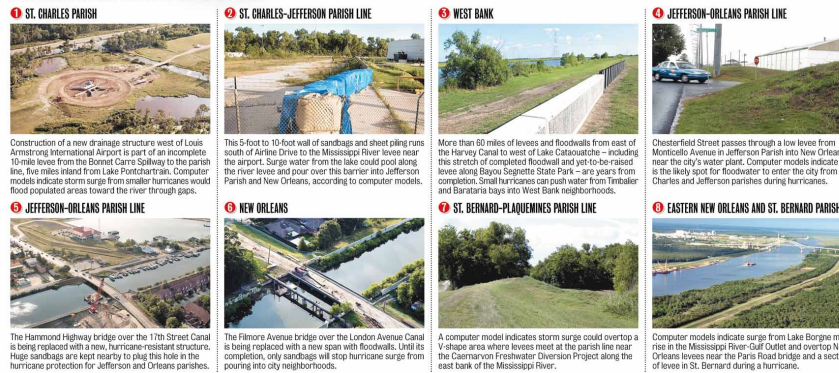 1 ST. CHARLES PARISH
Construction of a new drainage structure west of Louis
Armstrong International Airport is part of an incomplete
10-mile levee from the Bonnet Carre Spillway to the parish
line, five miles inland from Lake Pontchartrain. Computer
models indicate storm surge from smaller hurricanes would
flood populated areas toward the river through gaps.
2 ST. CHARLES-JEFFERSON PARISH LINE
This 5-foot to 10-foot wall of sandbags and sheet piling runs
south of Airline Drive to the Mississippi River levee near
the airport. Surge water from the lake could pool along
the river levee and pour over this barrier into Jefferson
Parish and New Orleans, according to computer models.
3 WEST BANK
More than 60 miles of levees and floodwalls from east of
the Harvey Canal to west of Lake Cataouatche – including
this stretch of completed floodwall and yet-to-be-raised
levee along Bayou Segnette State Park – are years from
completion. Small hurricanes can push water from Timbalier
and Barataria bays into West Bank neighborhoods.
4 JEFFERSON-ORLEANS PARISH LINE
Chesterfield Street passes through a low levee from
Monticello Avenue in Jefferson Parish into New Orlean
near the city's water plant. Computer models indicate
is the likely spot for floodwater to enter the city from
Charles and Jefferson parishes during hurricanes.
5 JEFFERSON-ORLEANS PARISH LINE
The Hammond Highway bridge over the 17th Street Canal
is being replaced with a new, hurricane-resistant structure.
Huge sandbags are kept nearby to plug this hole in the
hurricane protection for Jefferson and Orleans parishes.
6 NEW ORLEANS
The Filmore Avenue bridge over the London Avenue Canal
is being replaced with a new span with floodwalls. Until its
completion, only sandbags will stop hurricane surge from
pouring into city neighborhoods.
7 ST. BERNARD-PLAQUEMINES PARISH LINE
A computer model indicates storm surge could overtop a
V-shape area where levees meet at the parish line near
the Caernarvon Freshwater Diversion Project along the
east bank of the Mississippi River.
8 EASTERN NEW ORLEANS AND ST. BERNARD PARISH
Computer models indicate surge from Lake Borgne m
rise in the Mississippi River-Gulf Outlet and overtop N
Orleans levees near the Paris Road bridge and a sect
of levee in St. Bernard during a hurricane.